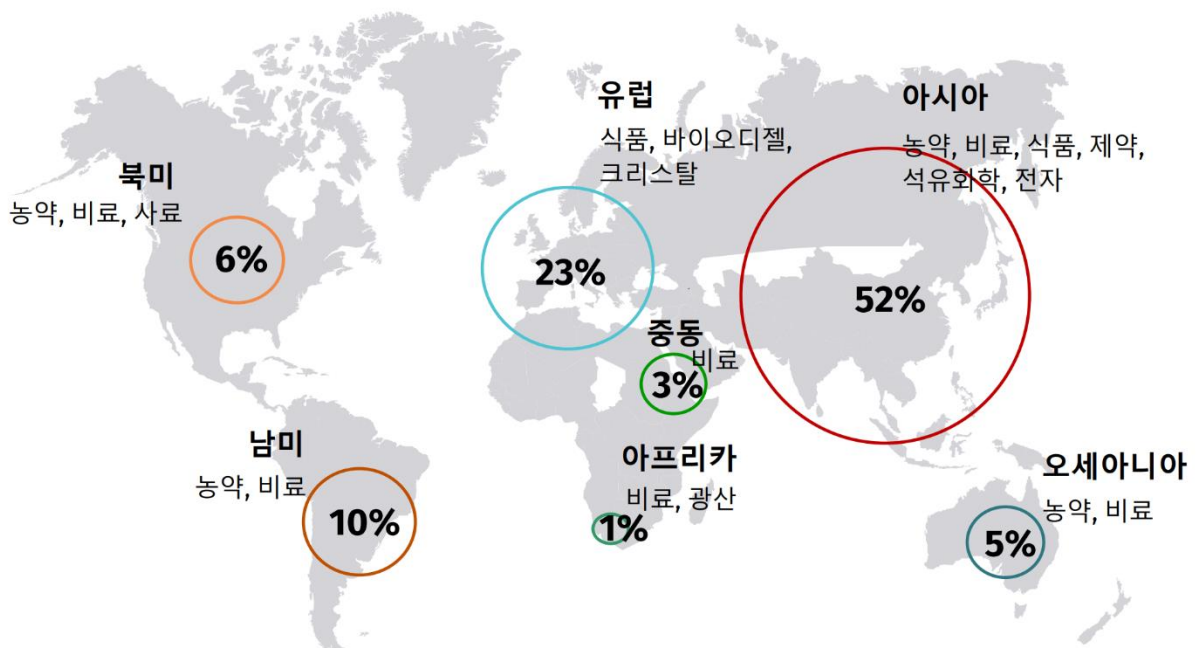 유럽
식품, 바이오디젤,
크리스탈
23%
아시아
농약, 비료, 식품, 제약,
석유화학, 전자
52%
북미
농약, 비료, 사료
6%
중동
비료
3%
남미
농약, 비료
10%
아프리카
비료, 광산
1%
오세아니아
농약, 비료
5%